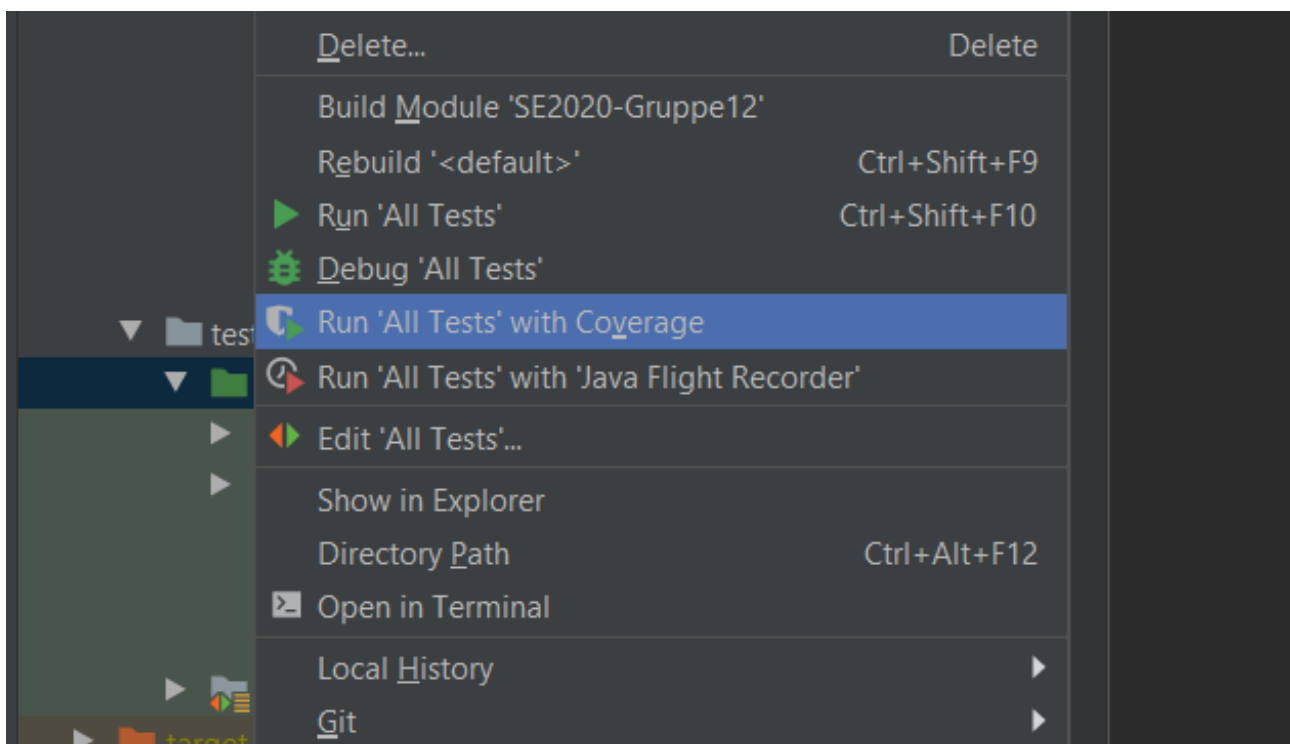 Delete... Delete
Build Module 'SE2020-Gruppe12'
Rebuild '<default>' Ctrl+Shift+F9
Run 'All Tests' Ctrl+Shift+F10
Debug 'All Tests'
test
Run 'All Tests' with Coverage
Run 'All Tests' with 'Java Flight Recorder'
Edit 'All Tests'...
Show in Explorer
Directory Path Ctrl+Alt+F12
Open in Terminal
Local History
Git
target